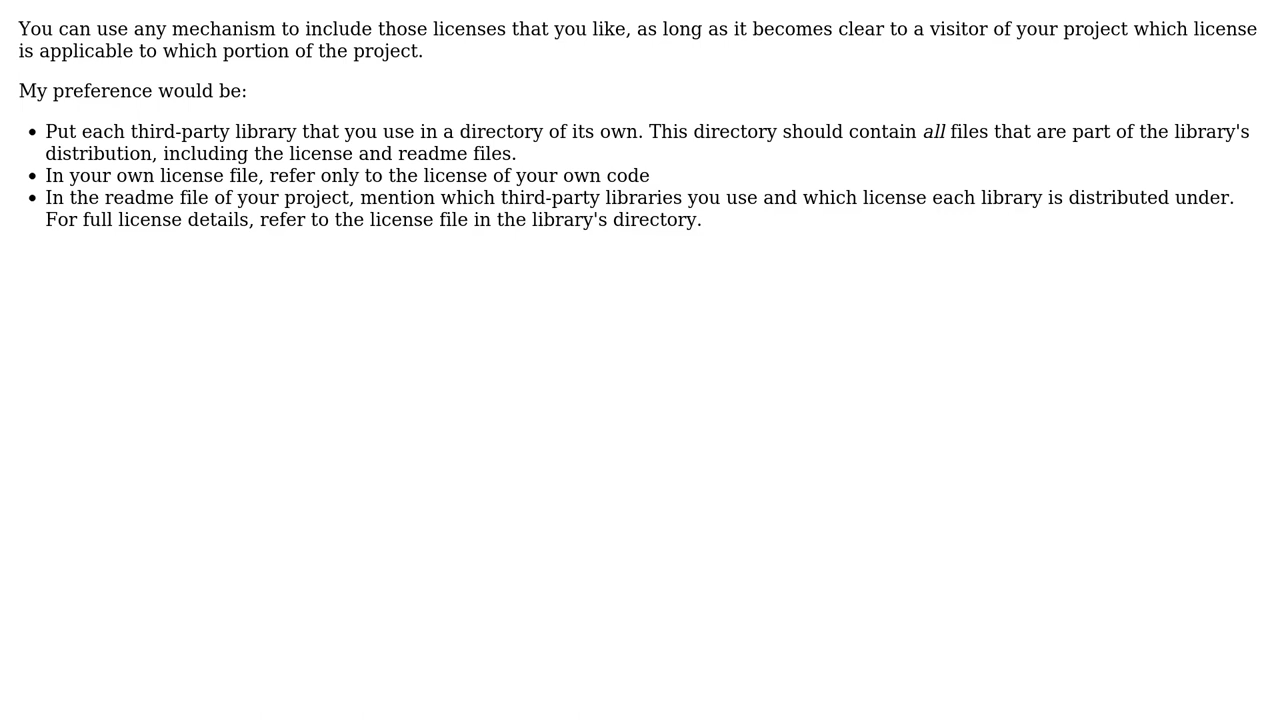 You can use any mechanism to include those licenses that you like, as long as it becomes clear to a visitor of your project which license
is applicable to which portion of the project.
My preference would be:
• Put each third-party library that you use in a directory of its own. This directory should contain all files that are part of the library's
distribution, including the license and readme files.
• In your own license file, refer only to the license of your own code
• In the readme file of your project, mention which third-party libraries you use and which license each library is distributed under.
For full license details, refer to the license file in the library's directory.